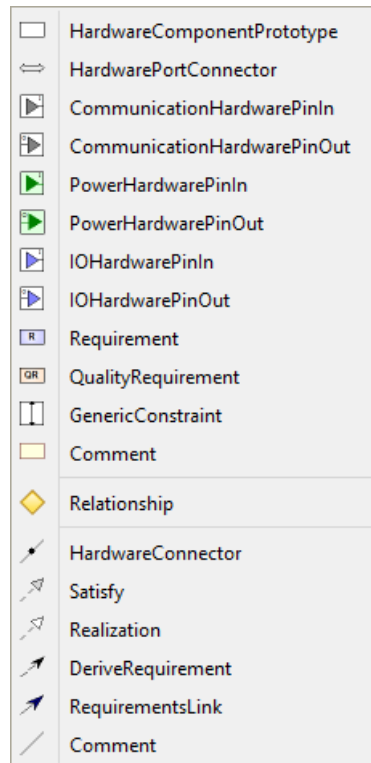 HardwareComponentPrototype
HardwarePortConnector
CommunicationHardwarePinIn
CommunicationHardwarePinOut
PowerHardwarePinIn
PowerHardwarePinOut
IOHardwarePinIn
IOHardwarePinOut
R Requirement
QR QualityRequirement
GenericConstraint
Comment
Relationship
HardwareConnector
Satisfy
Realization
DeriveRequirement
RequirementsLink
Comment